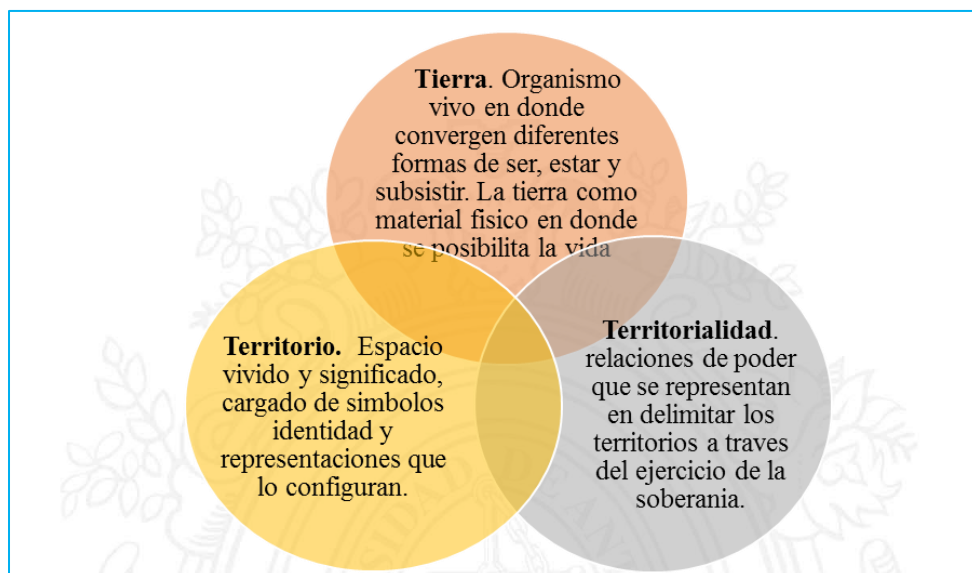 Tierra. Organismo
vivo en donde
convergen diferentes
formas de ser, estar y
subsistir. La tierra como
material fisico en donde
se posibilita la vida
Territorio. Espacio
vivido y significado,
cargado de simbolos
identidad y
representaciones que
lo configuran.
Territorialidad.
relaciones de poder
que se representan
en delimitar los
territorios a traves
del ejercicio de la
soberania.